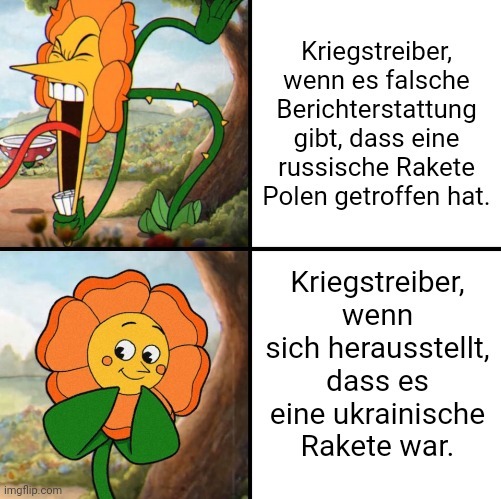 Kriegstreiber,
wenn es falsche
Berichterstattung
gibt, dass eine
russische Rakete
Polen getroffen hat.
Kriegstreiber,
wenn
sich herausstellt,
dass es
eine ukrainische
Rakete war.
imgflip.com